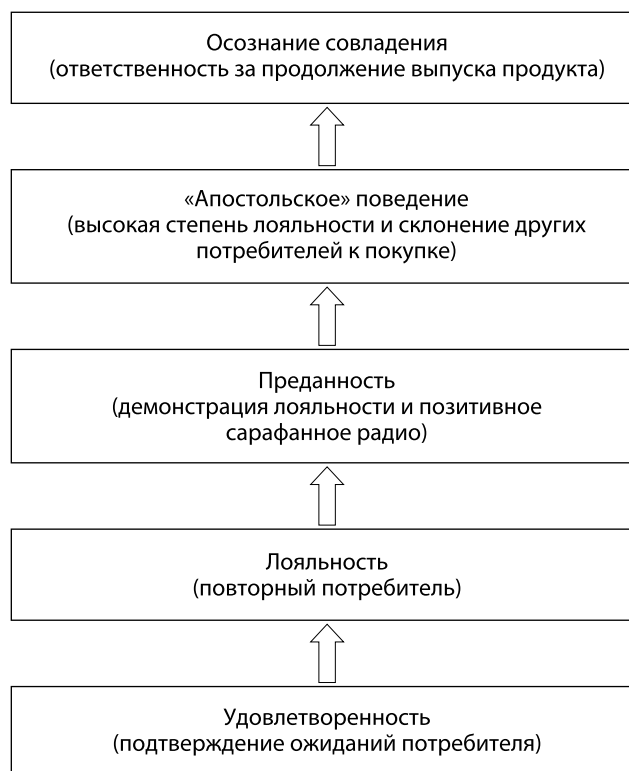 Осознание совладения
(ответственность за продолжение выпуска продукта)
«Апостольское» поведение
(высокая степень лояльности и склонение других
потребителей к покупке)
Преданность
(демонстрация лояльности и позитивное
сарафанное радио)
Лояльность
(повторный потребитель)
Удовлетворенность
(подтверждение ожиданий потребителя)